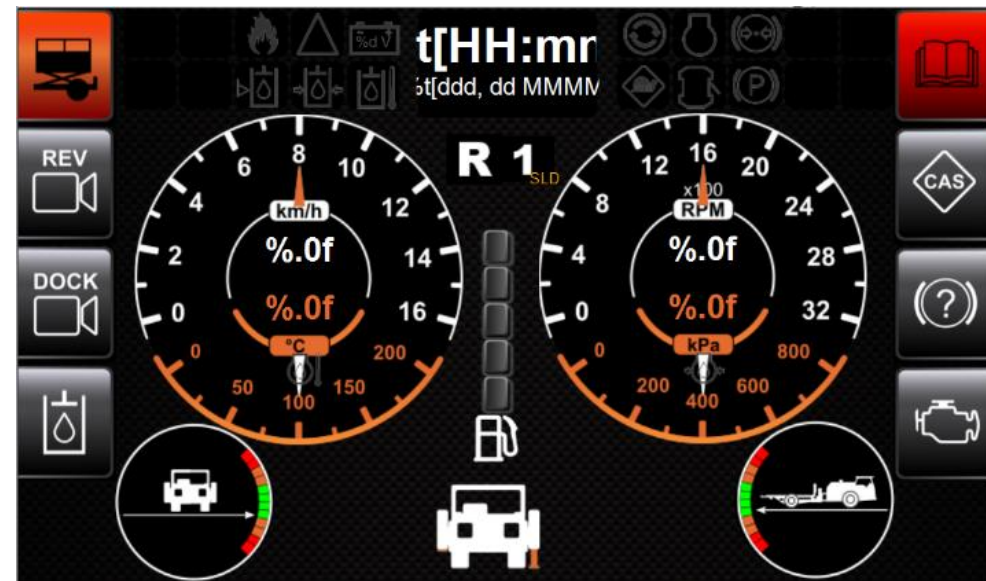 %d V
t[HH:mm
%t[ddd, dd MMMM
REV
DOCK
R 1
SLD
0
2
4
6
8
10
12
14
16
km/h
%.0f
%.0f
°C
0
50
100
150
200
0
4
8
12
16
20
24
28
32
x100
RPM
%.0f
%.0f
kPa
0
200
400
600
800
CAS
(?)
(P)